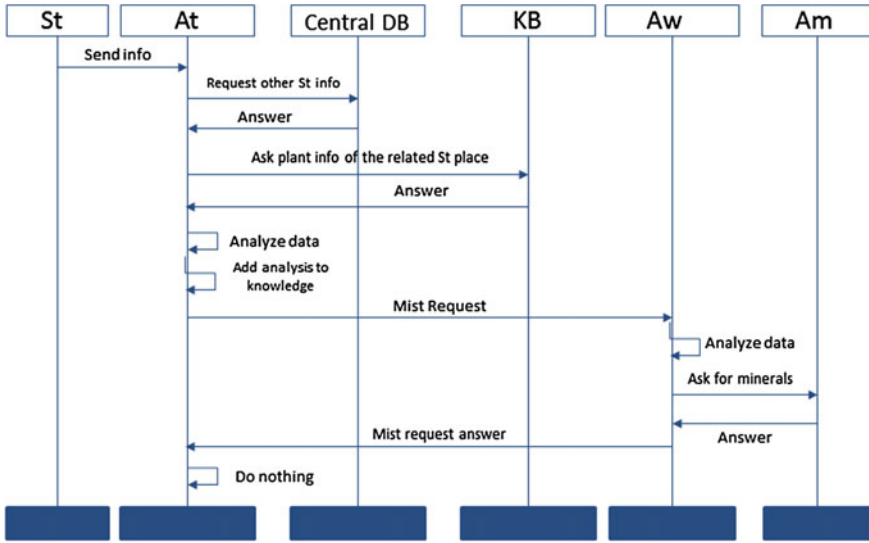 St At Central DB KB Aw Am
Send info
Request other St info
Answer
Ask plant info of the related St place
Answer
Analyze data
Add analysis to
knowledge
Mist Request
Analyze data
Ask for minerals
Answer
Mist request answer
Do nothing